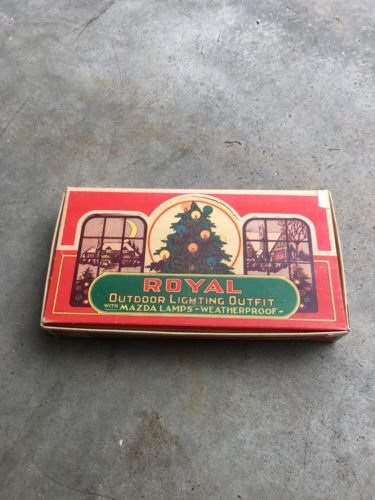 ROYAL
OUTDOOR LIGHTING OUTFIT
WITH MAZDA LAMPS - WEATHERPROOF -